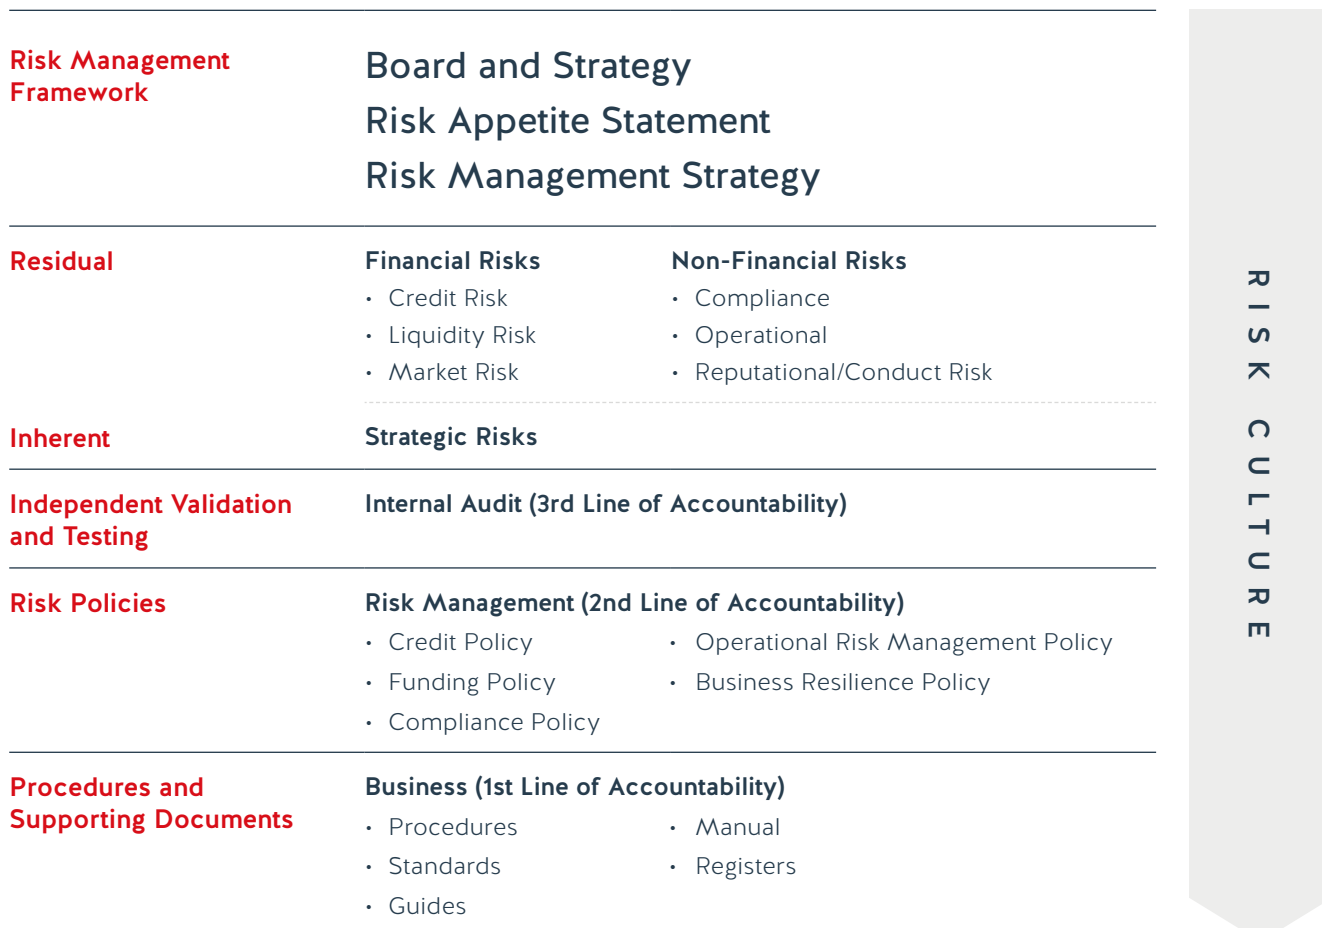 Risk Management
Framework
Board and Strategy
Risk Appetite Statement
Risk Management Strategy
Residual
Financial Risks
• Credit Risk
• Liquidity Risk
• Market Risk
Non-Financial Risks
• Compliance
• Operational
• Reputational/Conduct Risk
Inherent
Strategic Risks
Independent Validation
and Testing
Internal Audit (3rd Line of Accountability)
Risk Policies
Risk Management (2nd Line of Accountability)
• Credit Policy
• Funding Policy
• Compliance Policy
• Operational Risk Management Policy
• Business Resilience Policy
Procedures and
Supporting Documents
Business (1st Line of Accountability)
• Procedures
• Standards
• Guides
• Manual
• Registers
RISK CULTURE